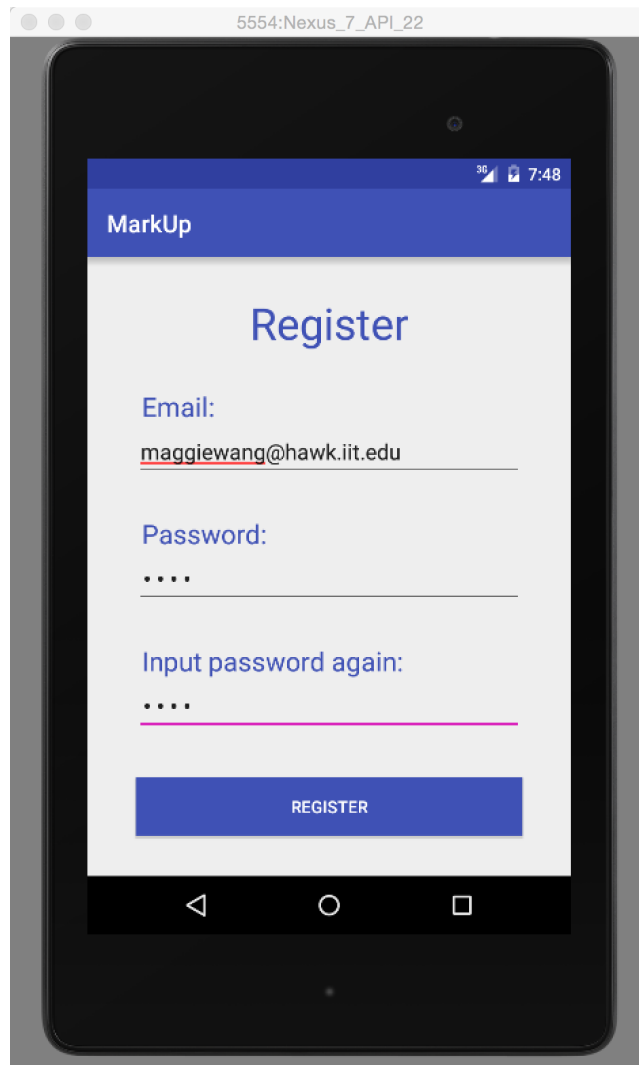 5554:Nexus_7_API_22
3G 7:48
MarkUp
Register
Email:
maggiewang@hawk.iit.edu
Password:
••••
Input password again:
••••
REGISTER